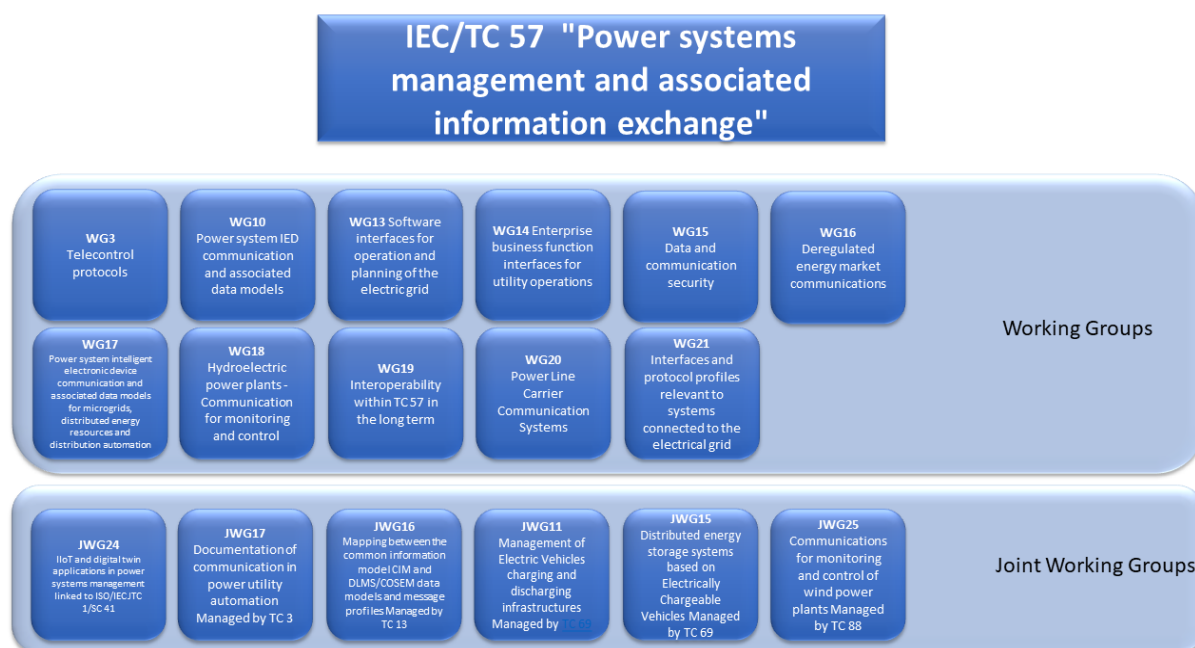 IEC/TC 57 "Power systems
management and associated
information exchange"
WG3
Telecontrol
protocols
WG10
Power system IED
communication
and associated
data models
WG13 Software
interfaces for
operation and
planning of the
electric grid
WG14 Enterprise
business function
interfaces for
utility operations
WG15
Data and
communication
security
WG16
Deregulated
energy market
communications
Working Groups
WG17
Power system intelligent
electronic device
communication and
associated data models
for microgrids,
distributed energy
resources and
distribution automation
WG18
Hydroelectric
power plants -
Communication
for monitoring
and control
WG19
Interoperability
within TC 57 in
the long term
WG20
Power Line
Carrier
Communication
Systems
WG21
Interfaces and
protocol profiles
relevant to
systems
connected to the
electrical grid
JWG24
IIoT and digital twin
applications in power
systems management
linked to ISO/IECJTC
1/SC 41
JWG17
Documentation of
communication in
power utility
automation
Managed by TC 3
JWG16
Mapping between the
common information
model CIM and
DLMS/COSEM data
models and message
profiles Managed by
TC 13
JWG11
Management of
Electric Vehicles
charging and
discharging
infrastructures
Managed by TC 69
JWG15
Distributed energy
storage systems
based on
Electrically
Chargeable
Vehicles Managed
by TC 69
JWG25
Communications
for monitoring
and control of
wind power
plants Managed
by TC 88
Joint Working Groups